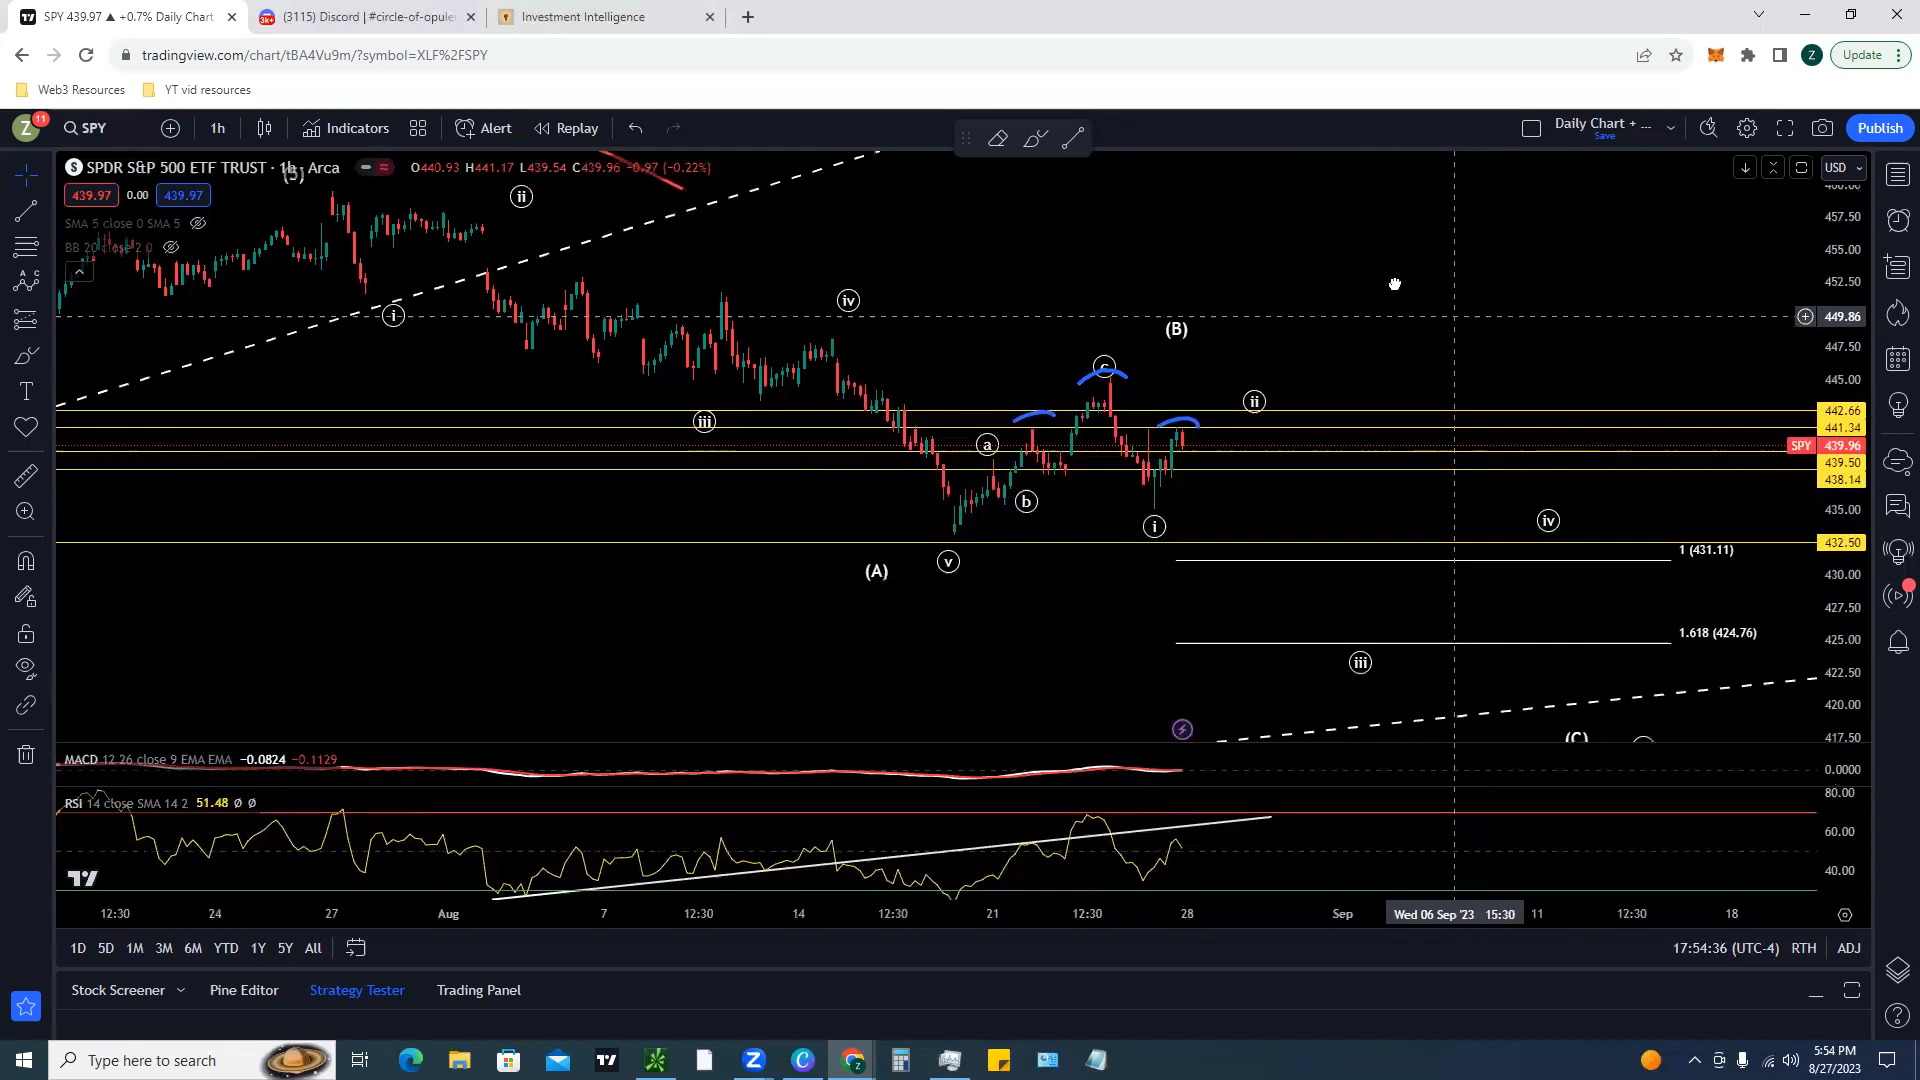 SPY 439.97 ▲ +0.7% Daily Chart
(3115) Discord | #circle-of-opulen
Investment Intelligence
tradingview.com/chart/tBA4Vu9m/?symbol=XLF%2FSPY
Z
Update
Web3 Resources
YT vid resources
Z
11
SPY
1h
Indicators
Alert
Replay
Daily Chart + ...
Save
Publish
SPDR S&P 500 ETF TRUST · 1h · Arca
O440.93 H441.17 L439.54 C439.96 −0.97 (−0.22%)
USD
439.97
0.00
439.97
SMA 5 close 0 SMA 5
BB 20 close 2 0
ii
i
iii
iv
v
(A)
a
b
c
(B)
i
ii
iii
iv
(C)
1 (431.11)
1.618 (424.76)
460.00
457.50
455.00
452.50
449.86
447.50
445.00
442.66
441.34
SPY 439.96
439.50
438.14
435.00
432.50
430.00
427.50
425.00
422.50
420.00
417.50
MACD 12 26 close 9 EMA EMA −0.0824 −0.1129
0.0000
RSI 14 close SMA 14 2 51.48 Ø Ø
80.00
60.00
40.00
12:30
24
27
Aug
7
12:30
14
12:30
21
12:30
28
Sep
Wed 06 Sep '23 15:30
11
12:30
18
1D 5D 1M 3M 6M YTD 1Y 5Y All
17:54:36 (UTC-4) RTH ADJ
Stock Screener
Pine Editor
Strategy Tester
Trading Panel
Type here to search
5:54 PM
8/27/2023